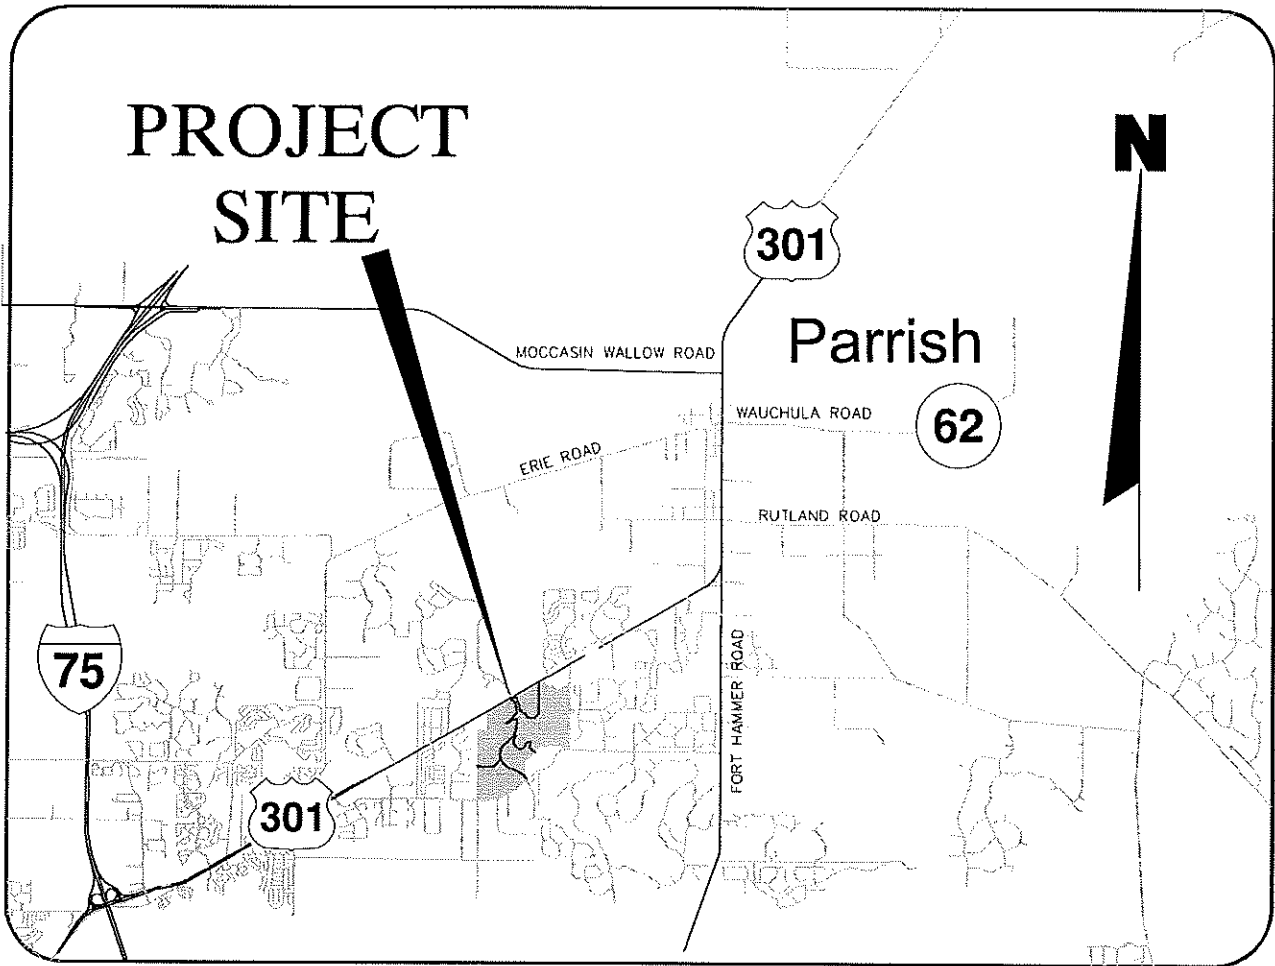 PROJECT
SITE
N
301
Parrish
MOCCASIN WALLOW ROAD
WAUCHULA ROAD
62
ERIE ROAD
RUTLAND ROAD
75
FORT HAMMER ROAD
301